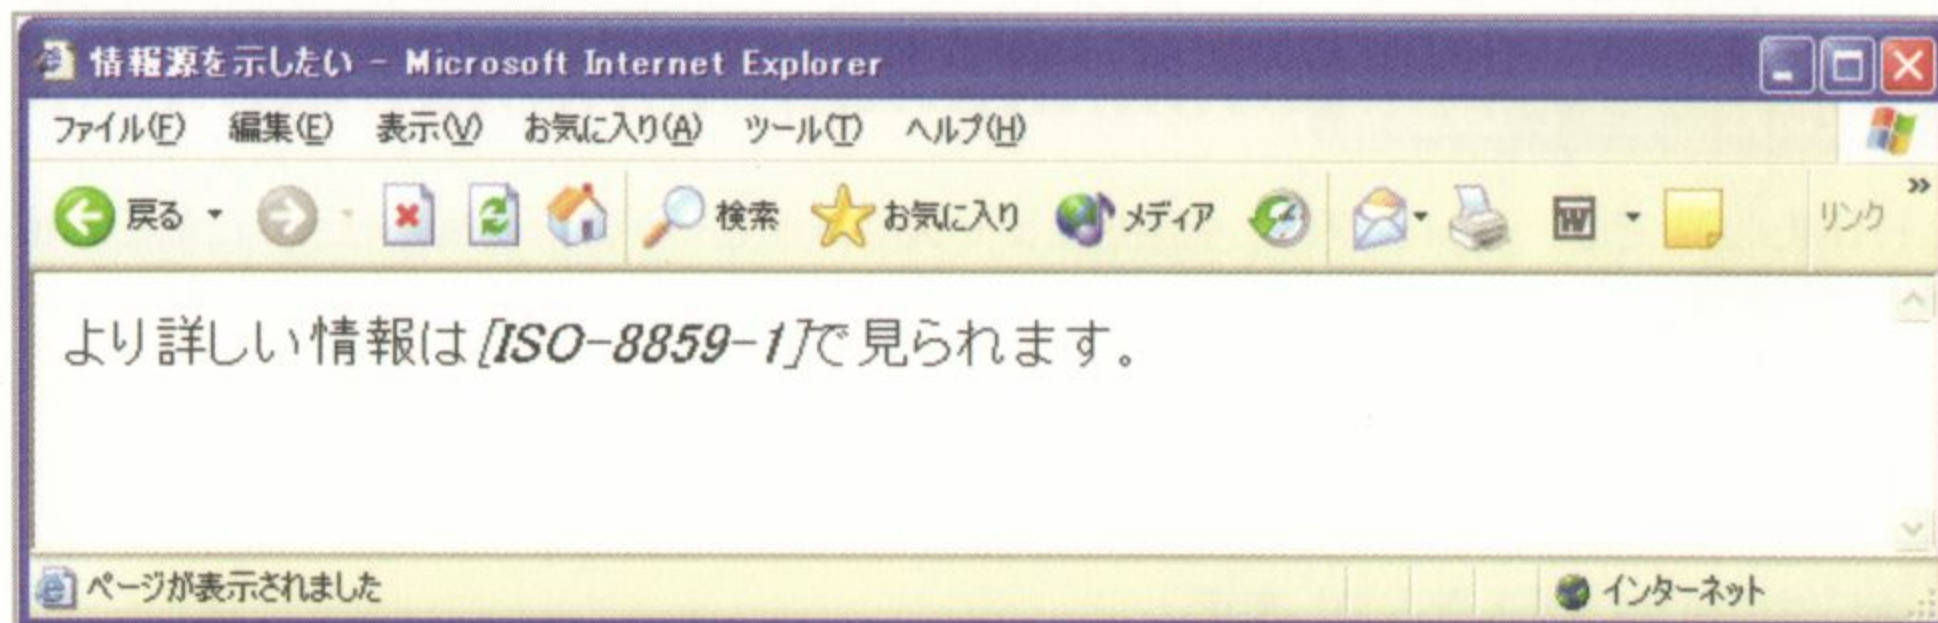 情報源を示したい - Microsoft Internet Explorer
ファイル(F) 編集(E) 表示(V) お気に入り(A) ツール(T) ヘルプ(H)
戻る 検索 お気に入り メディア W リンク »
より詳しい情報は[ISO-8859-1]で見られます。
ページが表示されました インターネット